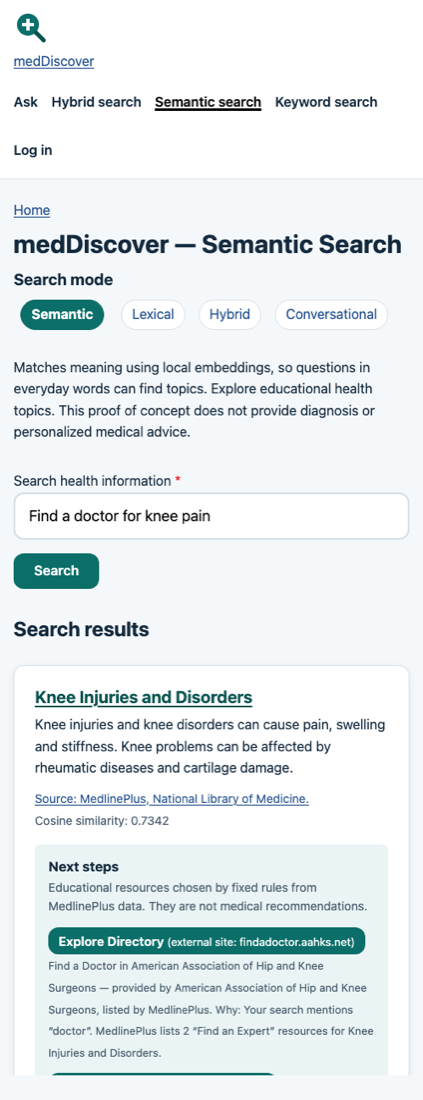 medDiscover
Ask Hybrid search Semantic search Keyword search
Log in
Home
medDiscover — Semantic Search
Search mode
Semantic Lexical Hybrid Conversational
Matches meaning using local embeddings, so questions in
everyday words can find topics. Explore educational health
topics. This proof of concept does not provide diagnosis or
personalized medical advice.
Search health information *
Find a doctor for knee pain
Search
Search results
Knee Injuries and Disorders
Knee injuries and knee disorders can cause pain, swelling
and stiffness. Knee problems can be affected by
rheumatic diseases and cartilage damage.
Source: MedlinePlus, National Library of Medicine.
Cosine similarity: 0.7342
Next steps
Educational resources chosen by fixed rules from
MedlinePlus data. They are not medical recommendations.
Explore Directory (external site: findadoctor.aahks.net)
Find a Doctor in American Association of Hip and Knee
Surgeons — provided by American Association of Hip and Knee
Surgeons, listed by MedlinePlus. Why: Your search mentions
“doctor”. MedlinePlus lists 2 “Find an Expert” resources for Knee
Injuries and Disorders.